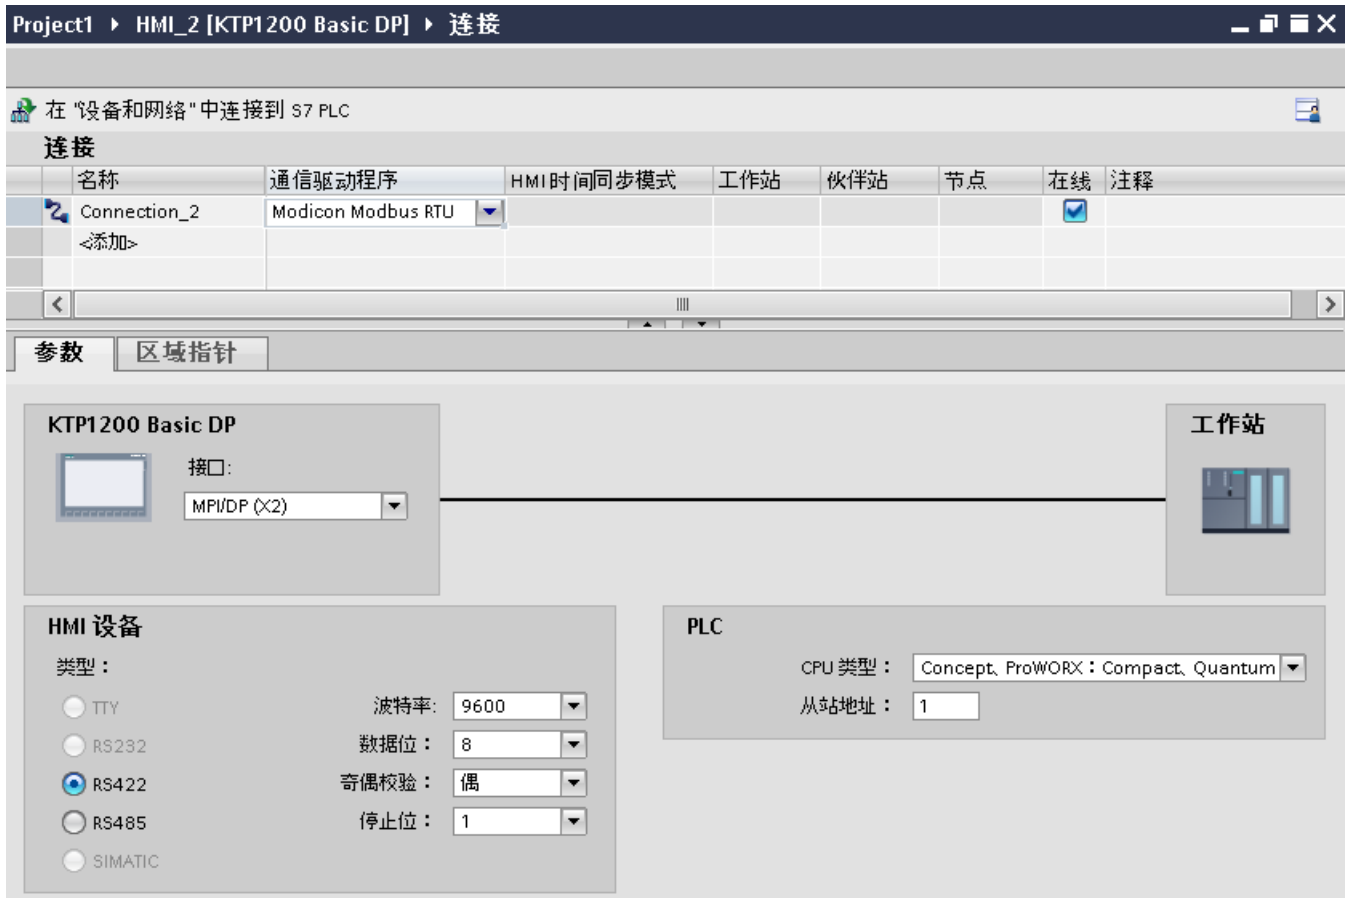 Project1 ▸ HMI_2 [KTP1200 Basic DP] ▸ 连接
在 "设备和网络" 中连接到 S7 PLC
连接
名称 通信驱动程序 HMI时间同步模式 工作站 伙伴站 节点 在线 注释
Connection_2 Modicon Modbus RTU
<添加>
参数 区域指针
KTP1200 Basic DP 工作站
接口:
MPI/DP (X2)
HMI 设备 PLC
类型： CPU 类型： Concept、ProWORX：Compact、Quantum
TTY 波特率: 9600 从站地址： 1
RS232 数据位： 8
RS422 奇偶校验： 偶
RS485 停止位： 1
SIMATIC